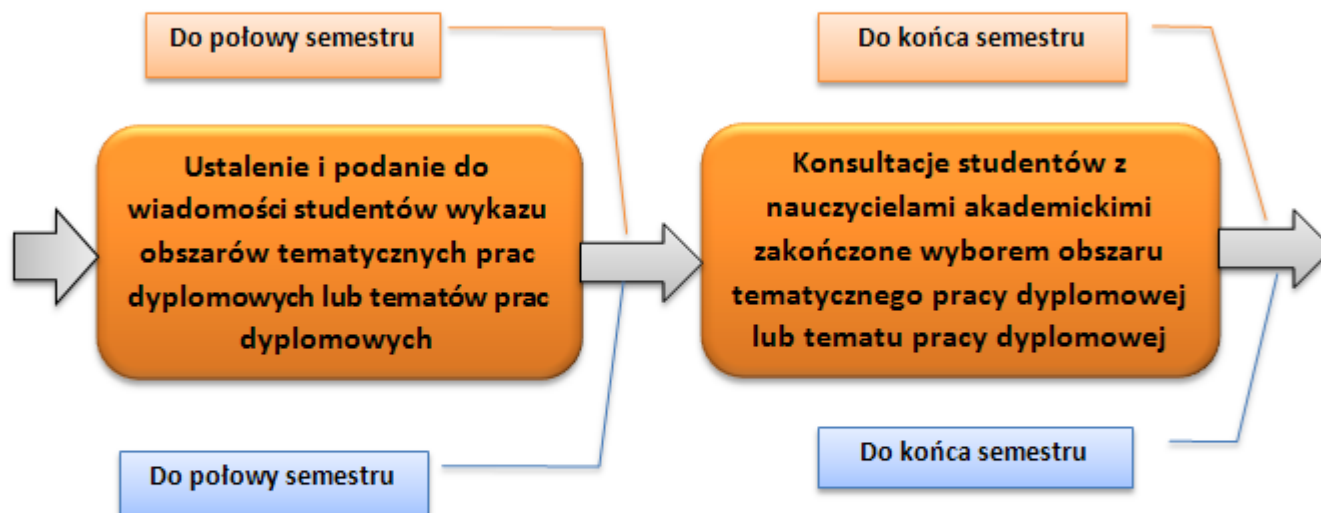 Do połowy semestru
Do końca semestru
Ustalenie i podanie do
wiadomości studentów wykazu
obszarów tematycznych prac
dyplomowych lub tematów prac
dyplomowych
Konsultacje studentów z
nauczycielami akademickimi
zakończone wyborem obszaru
tematycznego pracy dyplomowej
lub tematu pracy dyplomowej
Do połowy semestru
Do końca semestru